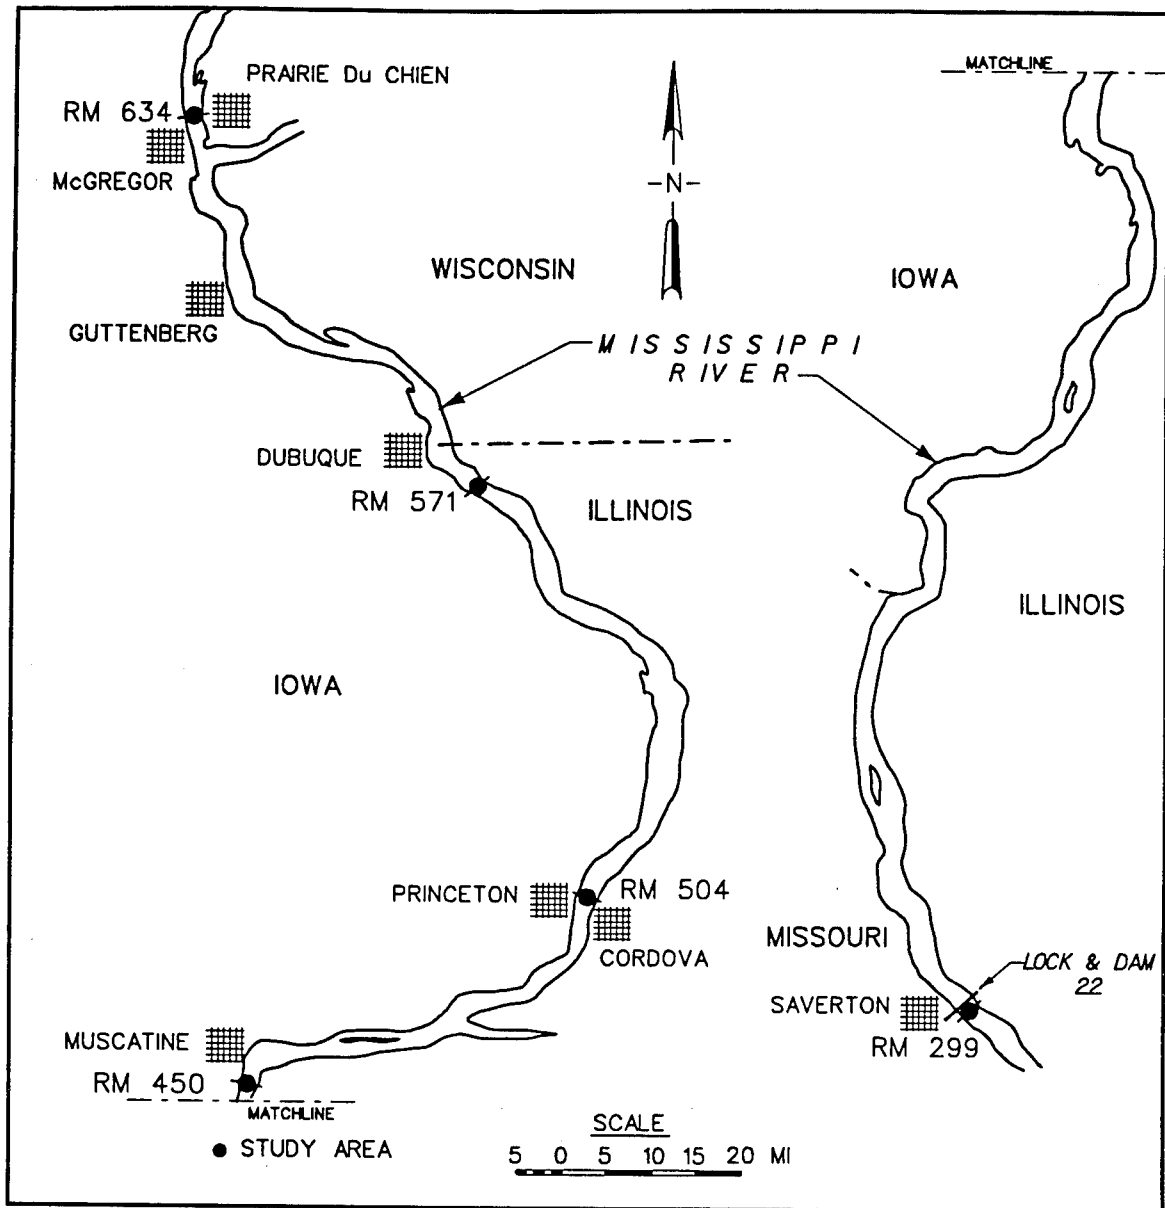 PRAIRIE Du CHIEN
RM 634
McGREGOR
GUTTENBERG
WISCONSIN
DUBUQUE
RM 571
ILLINOIS
IOWA
PRINCETON
RM 504
CORDOVA
MUSCATINE
RM 450
MATCHLINE
N
MISSISSIPPI
RIVER
MATCHLINE
IOWA
ILLINOIS
MISSOURI
LOCK & DAM
22
SAVERTON
RM 299
STUDY AREA
SCALE
5 0 5 10 15 20 MI